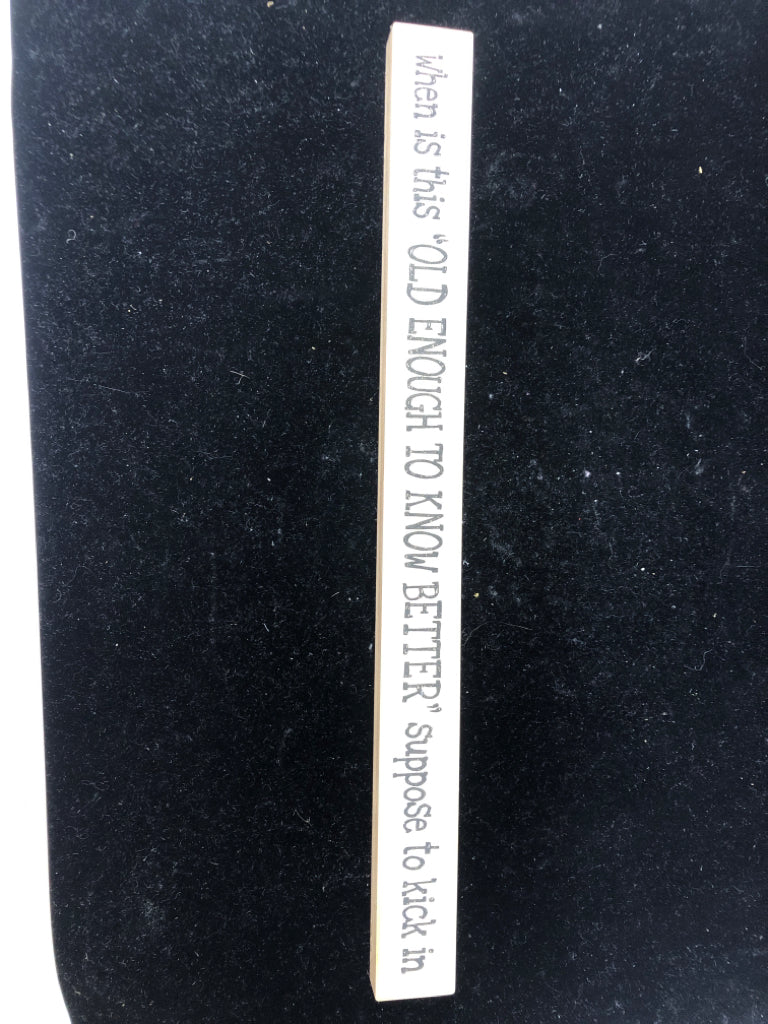 when is this "OLD ENOUGH TO KNOW BETTER" suppose to kick in